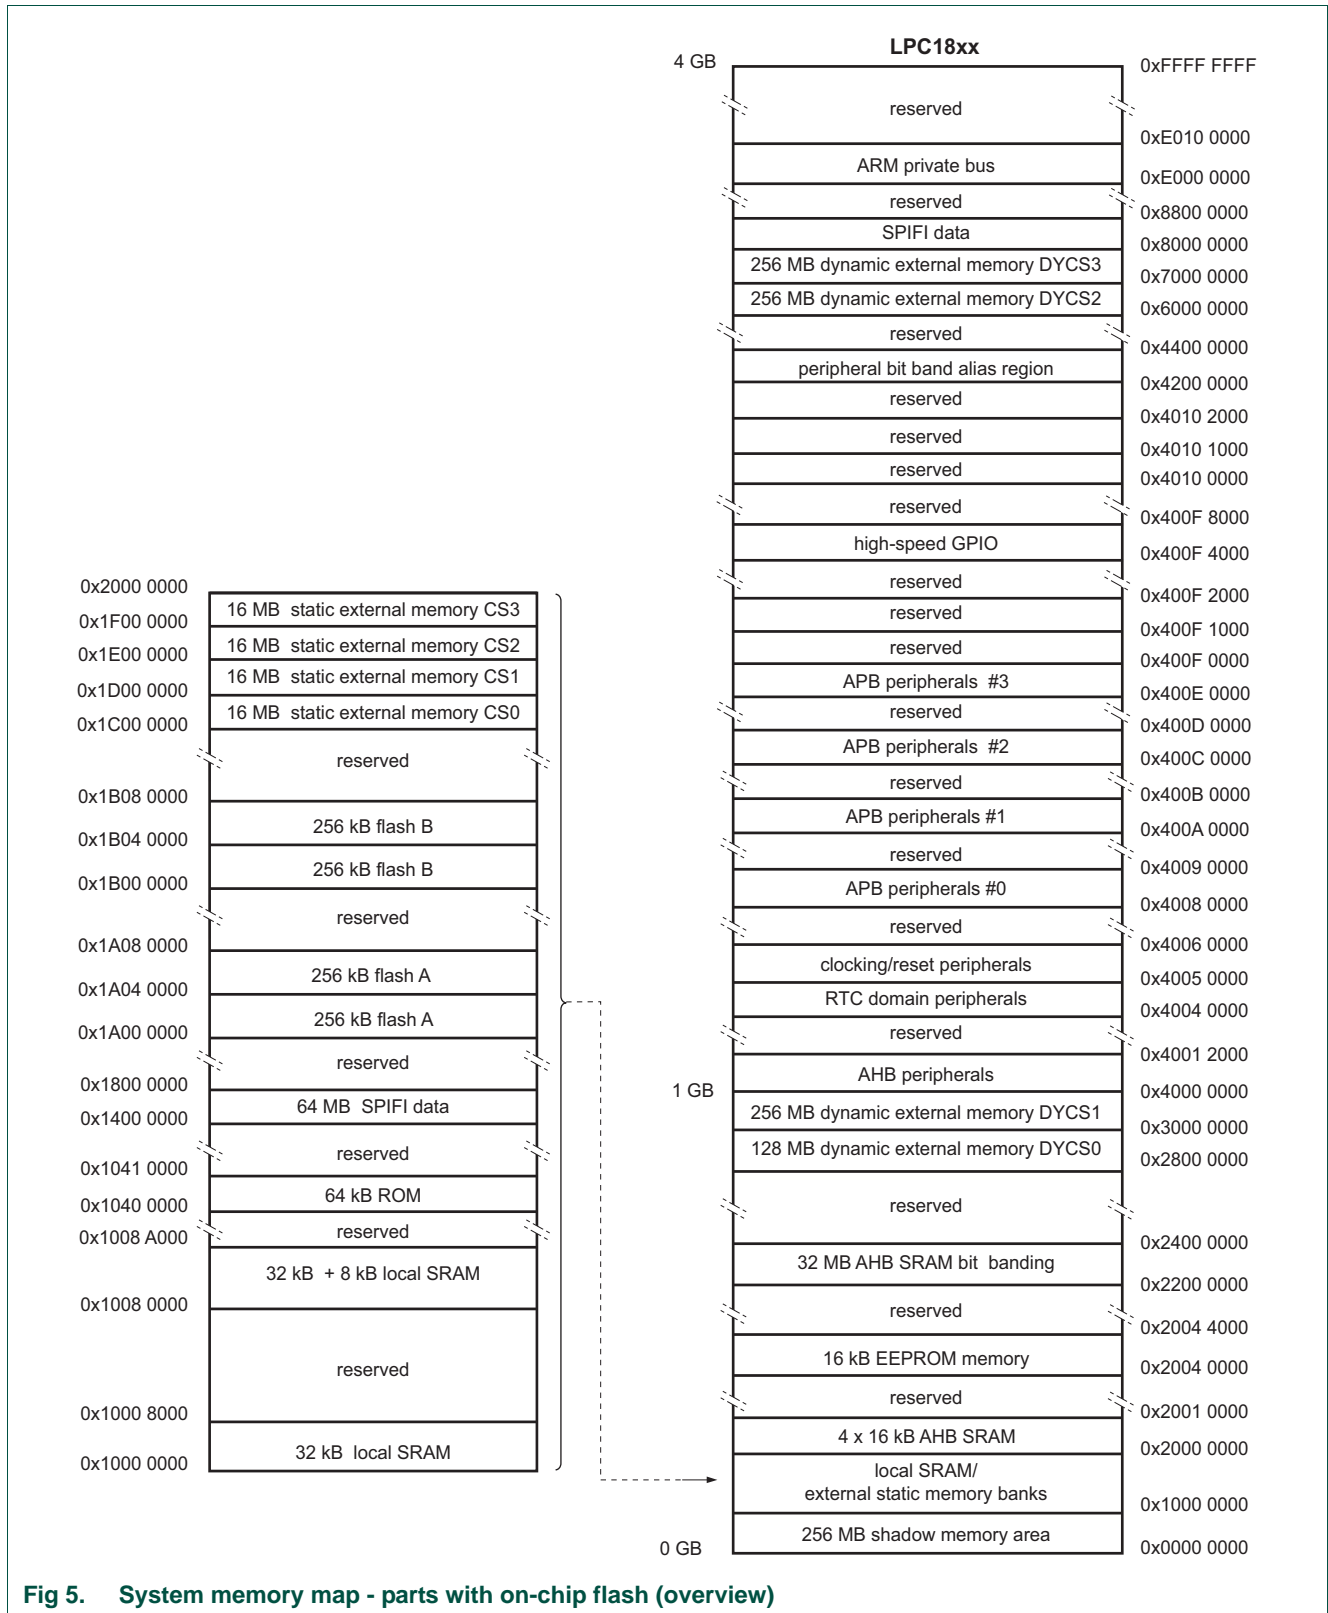 LPC18xx
4 GB
0xFFFF FFFF
reserved
0xE010 0000
ARM private bus
0xE000 0000
reserved
0x8800 0000
SPIFI data
0x8000 0000
256 MB dynamic external memory DYCS3
0x7000 0000
256 MB dynamic external memory DYCS2
0x6000 0000
reserved
0x4400 0000
peripheral bit band alias region
0x4200 0000
reserved
0x4010 2000
reserved
0x4010 1000
reserved
0x4010 0000
reserved
0x400F 8000
high-speed GPIO
0x400F 4000
reserved
0x400F 2000
reserved
0x400F 1000
reserved
0x400F 0000
APB peripherals #3
0x400E 0000
reserved
0x400D 0000
APB peripherals #2
0x400C 0000
reserved
0x400B 0000
APB peripherals #1
0x400A 0000
reserved
0x4009 0000
APB peripherals #0
0x4008 0000
reserved
0x4006 0000
clocking/reset peripherals
0x4005 0000
RTC domain peripherals
0x4004 0000
reserved
0x4001 2000
AHB peripherals
1 GB
0x4000 0000
256 MB dynamic external memory DYCS1
0x3000 0000
128 MB dynamic external memory DYCS0
0x2800 0000
reserved
0x2400 0000
32 MB AHB SRAM bit banding
0x2200 0000
reserved
0x2004 4000
16 kB EEPROM memory
0x2004 0000
reserved
0x2001 0000
4 x 16 kB AHB SRAM
0x2000 0000
local SRAM/
external static memory banks
0x1000 0000
256 MB shadow memory area
0 GB
0x0000 0000
0x2000 0000
16 MB static external memory CS3
0x1F00 0000
16 MB static external memory CS2
0x1E00 0000
16 MB static external memory CS1
0x1D00 0000
16 MB static external memory CS0
0x1C00 0000
reserved
0x1B08 0000
256 kB flash B
0x1B04 0000
256 kB flash B
0x1B00 0000
reserved
0x1A08 0000
256 kB flash A
0x1A04 0000
256 kB flash A
0x1A00 0000
reserved
0x1800 0000
64 MB SPIFI data
0x1400 0000
reserved
0x1041 0000
64 kB ROM
0x1040 0000
reserved
0x1008 A000
32 kB + 8 kB local SRAM
0x1008 0000
reserved
0x1000 8000
32 kB local SRAM
0x1000 0000
Fig 5. System memory map - parts with on-chip flash (overview)